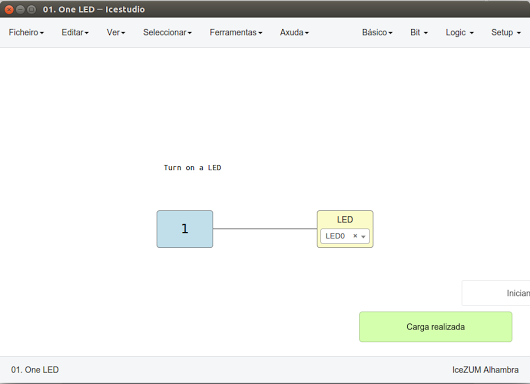 01. One LED – Icestudio
Ficheiro Editar Ver Seleccionar Ferramentas Axuda Básico Bit Logic Setup
Turn on a LED
1
LED
LED0
Inician
Carga realizada
01. One LED IceZUM Alhambra